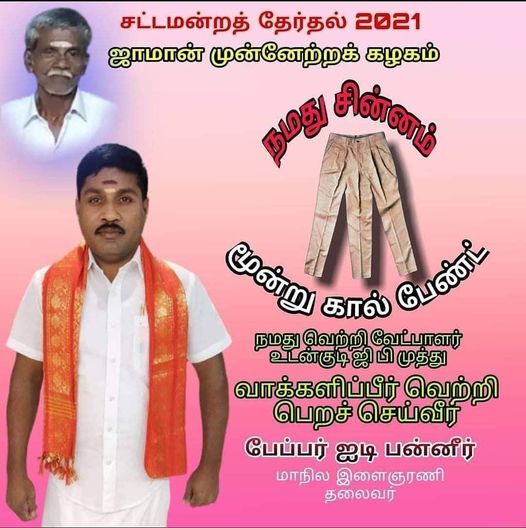 சட்டமன்றத் தேர்தல் 2021
ஜாமான் முன்னேற்றக் கழகம்
நமது சின்னம்
மூன்று கால் பேண்ட்
நமது வெற்றி வேட்பாளர்
உடன்குடி ஜி பி முத்து
வாக்களிப்பீர் வெற்றி
பெறச் செய்வீர்
பேப்பர் ஐடி பன்னீர்
மாநில இளைஞரணி
தலைவர்